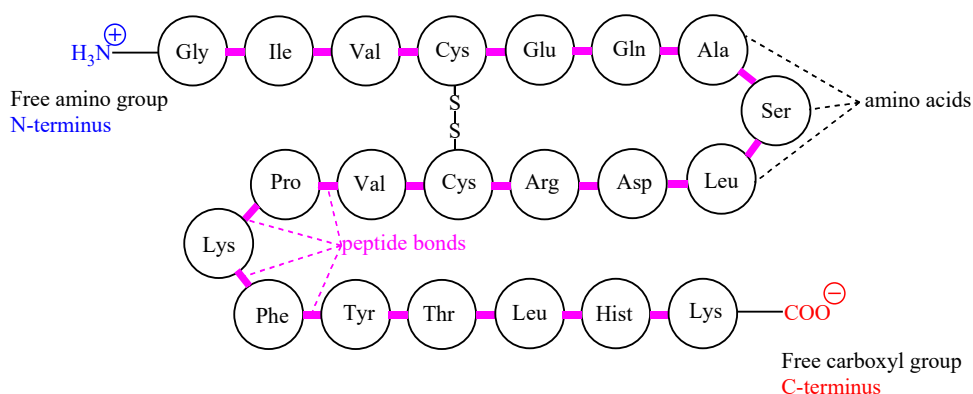 H3N⊕ Gly Ile Val Cys Glu Gln Ala
Free amino group
N-terminus
S
S
Ser
amino acids
Pro Val Cys Arg Asp Leu
Lys
peptide bonds
Phe Tyr Thr Leu Hist Lys COO⊖
Free carboxyl group
C-terminus